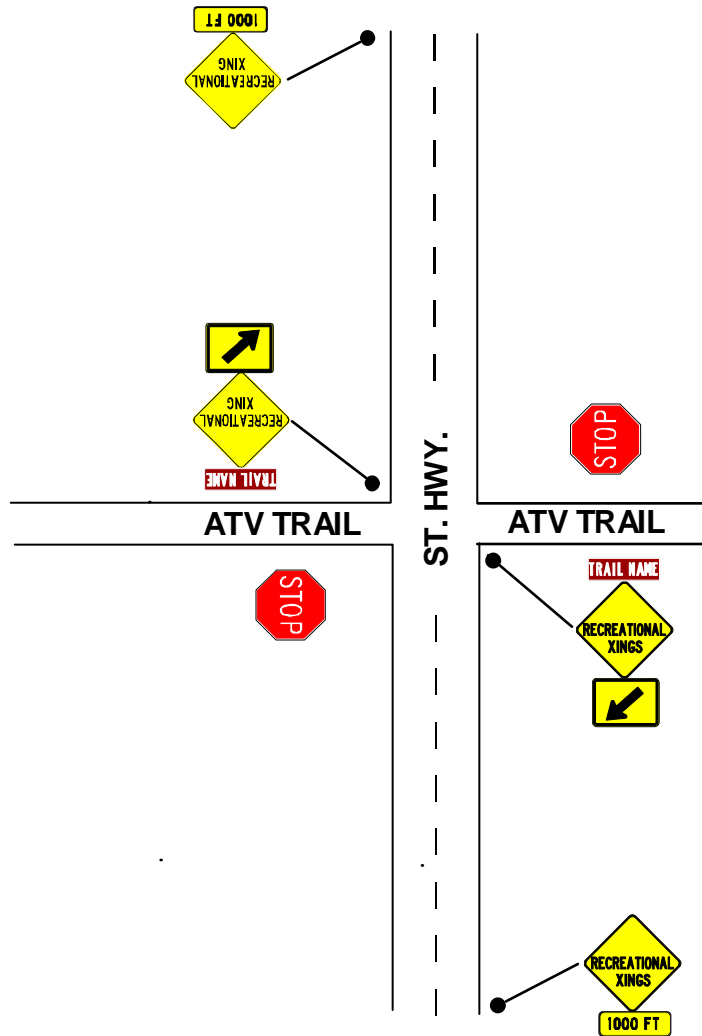 1000 FT
RECREATIONAL
XING
RECREATIONAL
XING
TRAIL NAME
STOP
ST. HWY.
ATV TRAIL
ATV TRAIL
STOP
TRAIL NAME
RECREATIONAL
XINGS
RECREATIONAL
XINGS
1000 FT